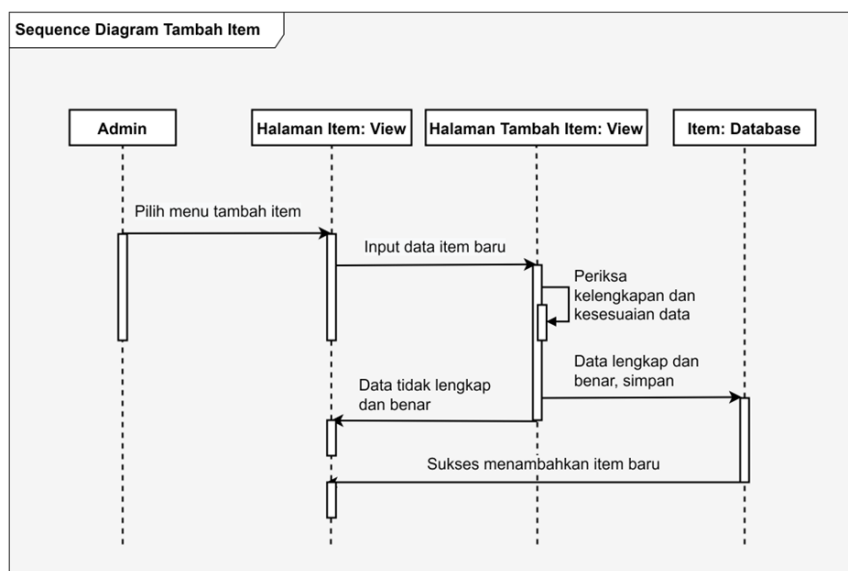 Sequence Diagram Tambah Item
Admin
Halaman Item: View
Halaman Tambah Item: View
Item: Database
Pilih menu tambah item
Input data item baru
Periksa
kelengkapan dan
kesesuaian data
Data lengkap dan
benar, simpan
Data tidak lengkap
dan benar
Sukses menambahkan item baru